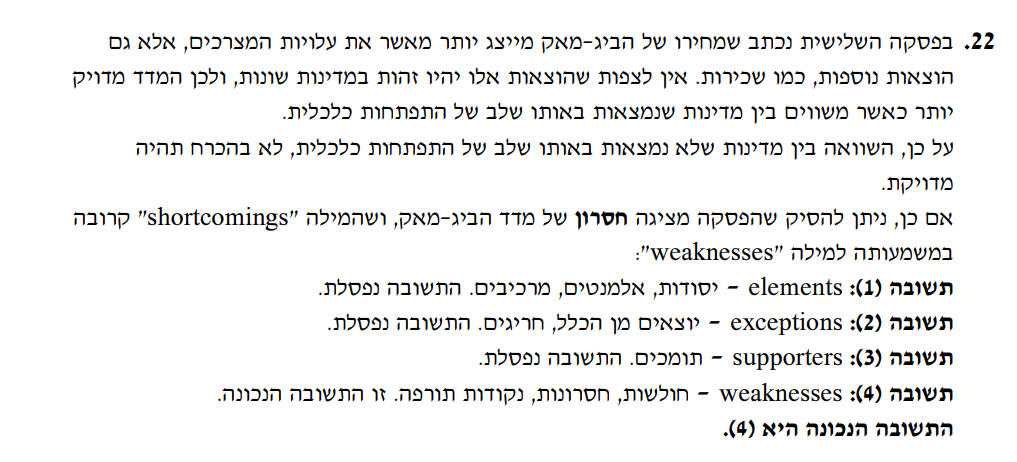 22. בפסקה השלישית נכתב שמחירו של הביג-מאק מייצג יותר מאשר את עלויות המצרכים, אלא גם
הוצאות נוספות, כמו שכירות. אין לצפות שהוצאות אלו יהיו זהות במדינות שונות, ולכן המדד מדויק
יותר כאשר משווים בין מדינות שנמצאות באותו שלב של התפתחות כלכלית.
על כן, השוואה בין מדינות שלא נמצאות באותו שלב של התפתחות כלכלית, לא בהכרח תהיה
מדויקת.
אם כן, ניתן להסיק שהפסקה מציגה חסרון של מדד הביג-מאק, ושהמילה "shortcomings" קרובה
במשמעותה למילה "weaknesses":
תשובה (1): elements – יסודות, אלמנטים, מרכיבים. התשובה נפסלת.
תשובה (2): exceptions – יוצאים מן הכלל, חריגים. התשובה נפסלת.
תשובה (3): supporters – תומכים. התשובה נפסלת.
תשובה (4): weaknesses – חולשות, חסרונות, נקודות תורפה. זו התשובה הנכונה.
התשובה הנכונה היא (4).